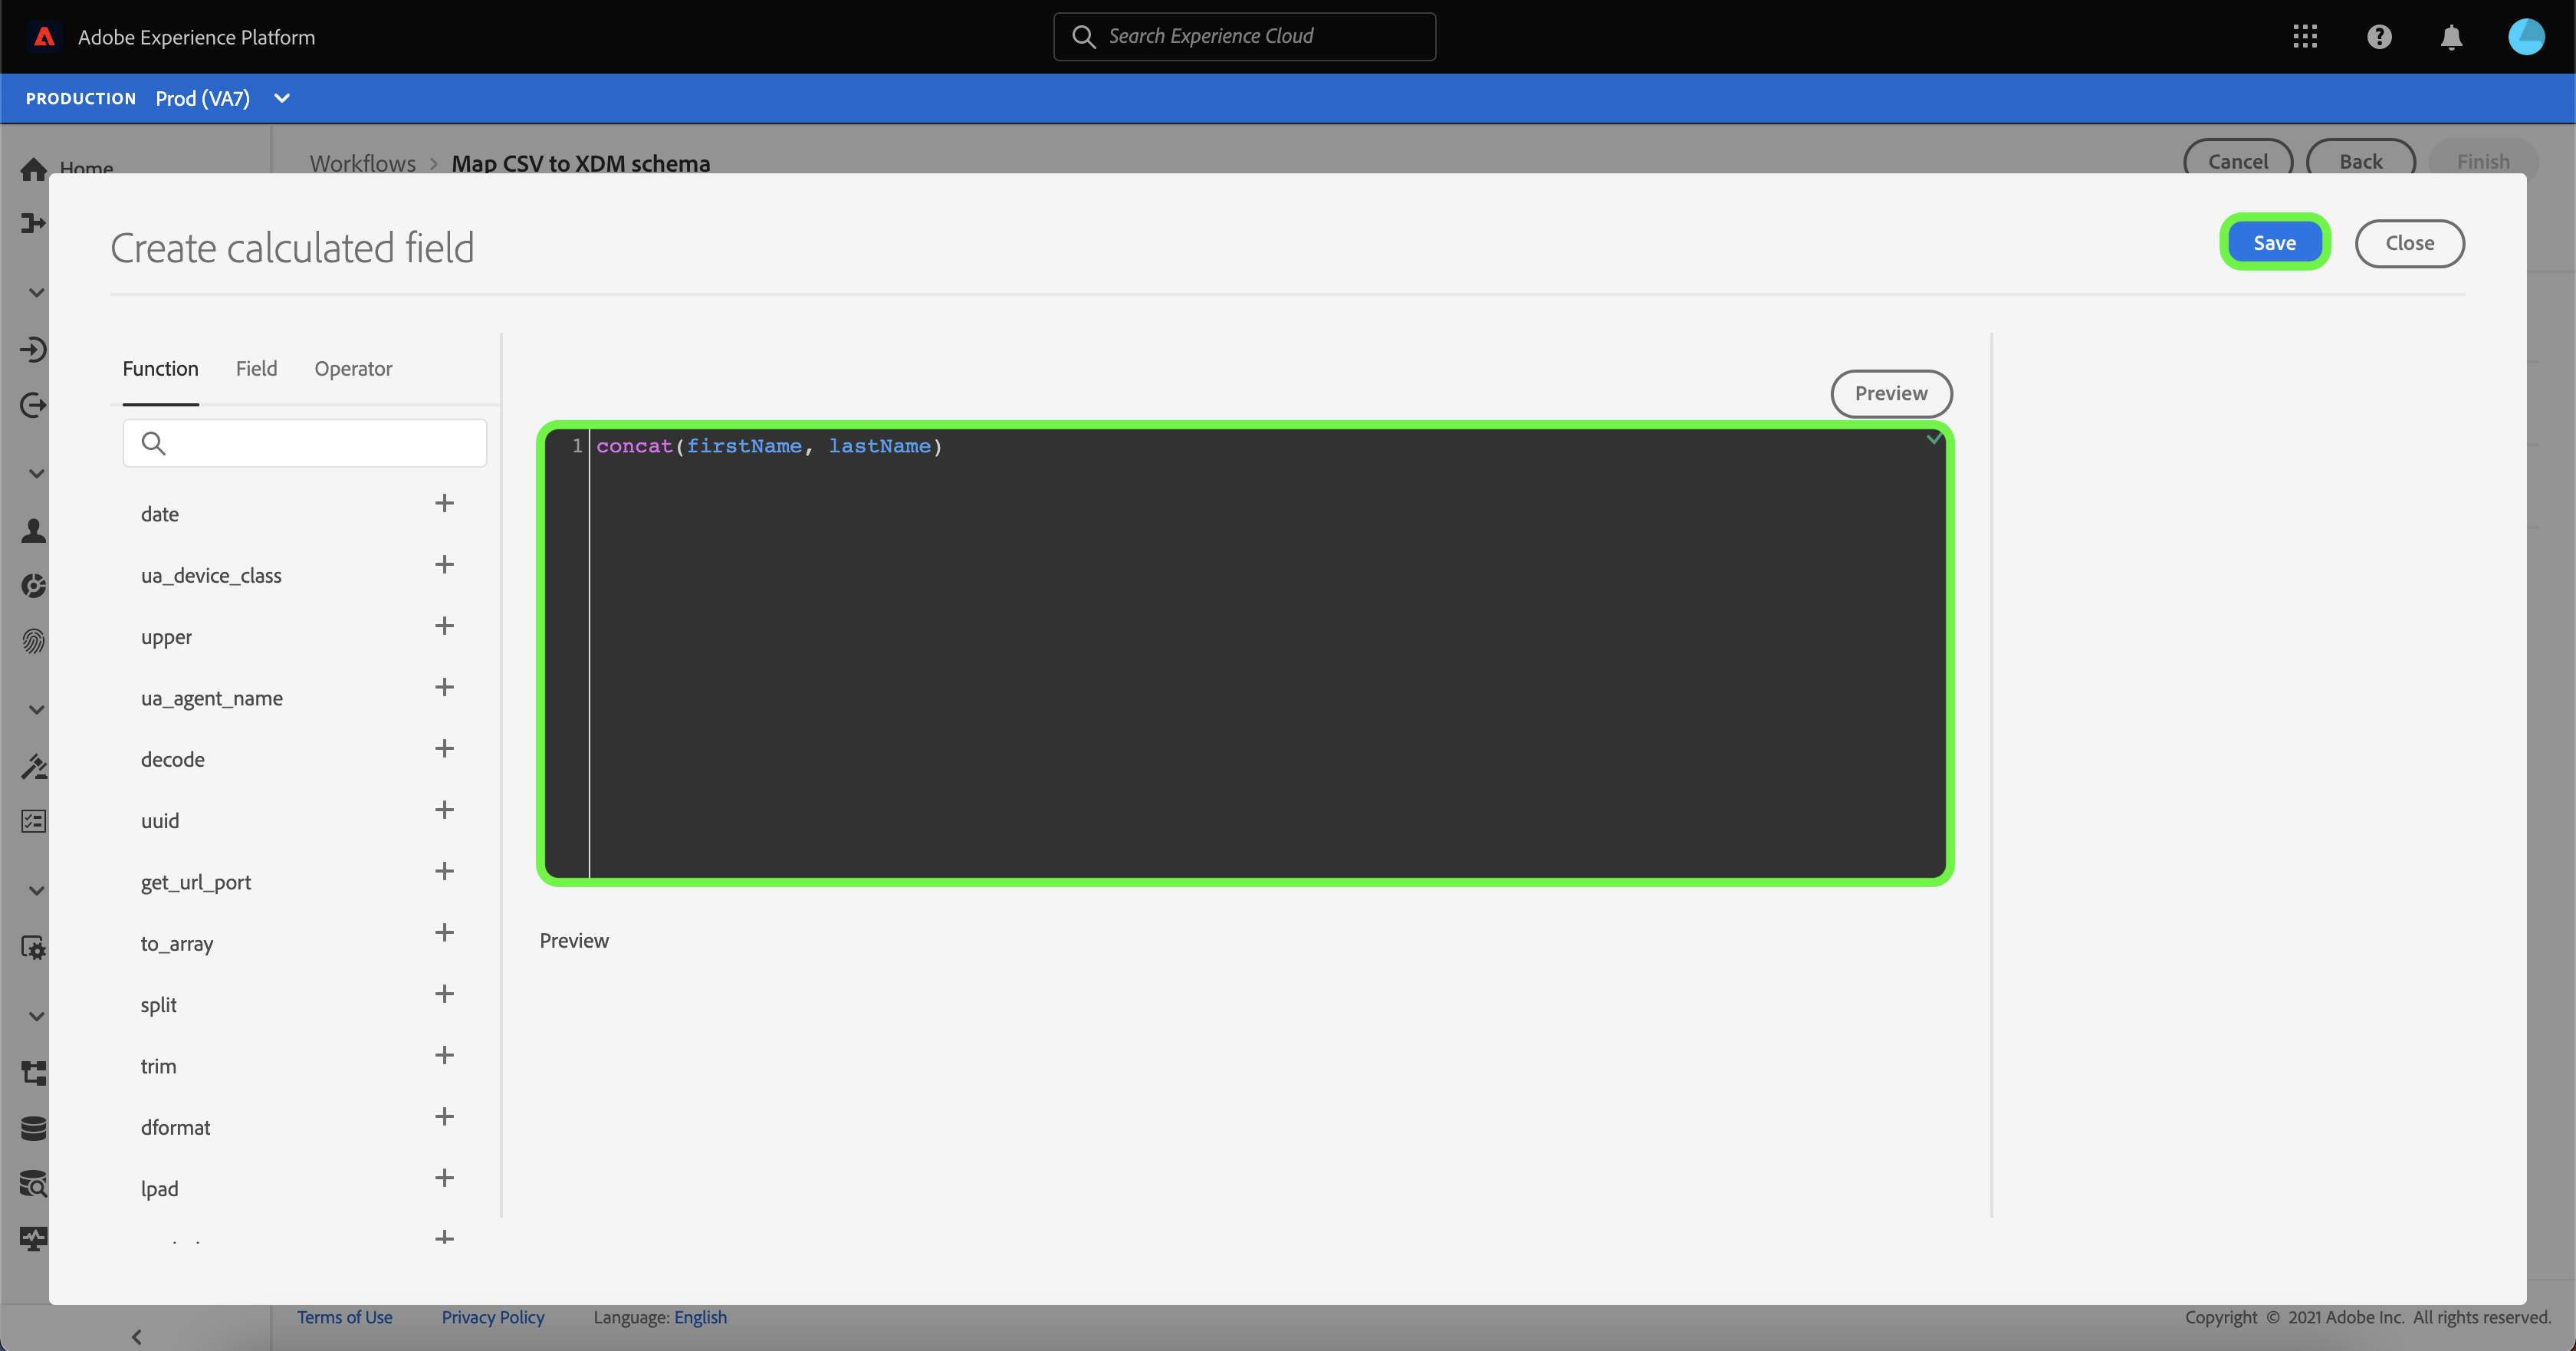 Adobe Experience Platform
Search Experience Cloud
PRODUCTION Prod (VA7)
Home
Workflows > Map CSV to XDM schema
Cancel
Back
Finish
Create calculated field
Save
Close
Function
Field
Operator
Preview
1 concat(firstName, lastName)
date
ua_device_class
upper
ua_agent_name
decode
uuid
get_url_port
to_array
split
trim
dformat
lpad
Preview
Terms of Use
Privacy Policy
Language: English
Copyright © 2021 Adobe Inc. All rights reserved.